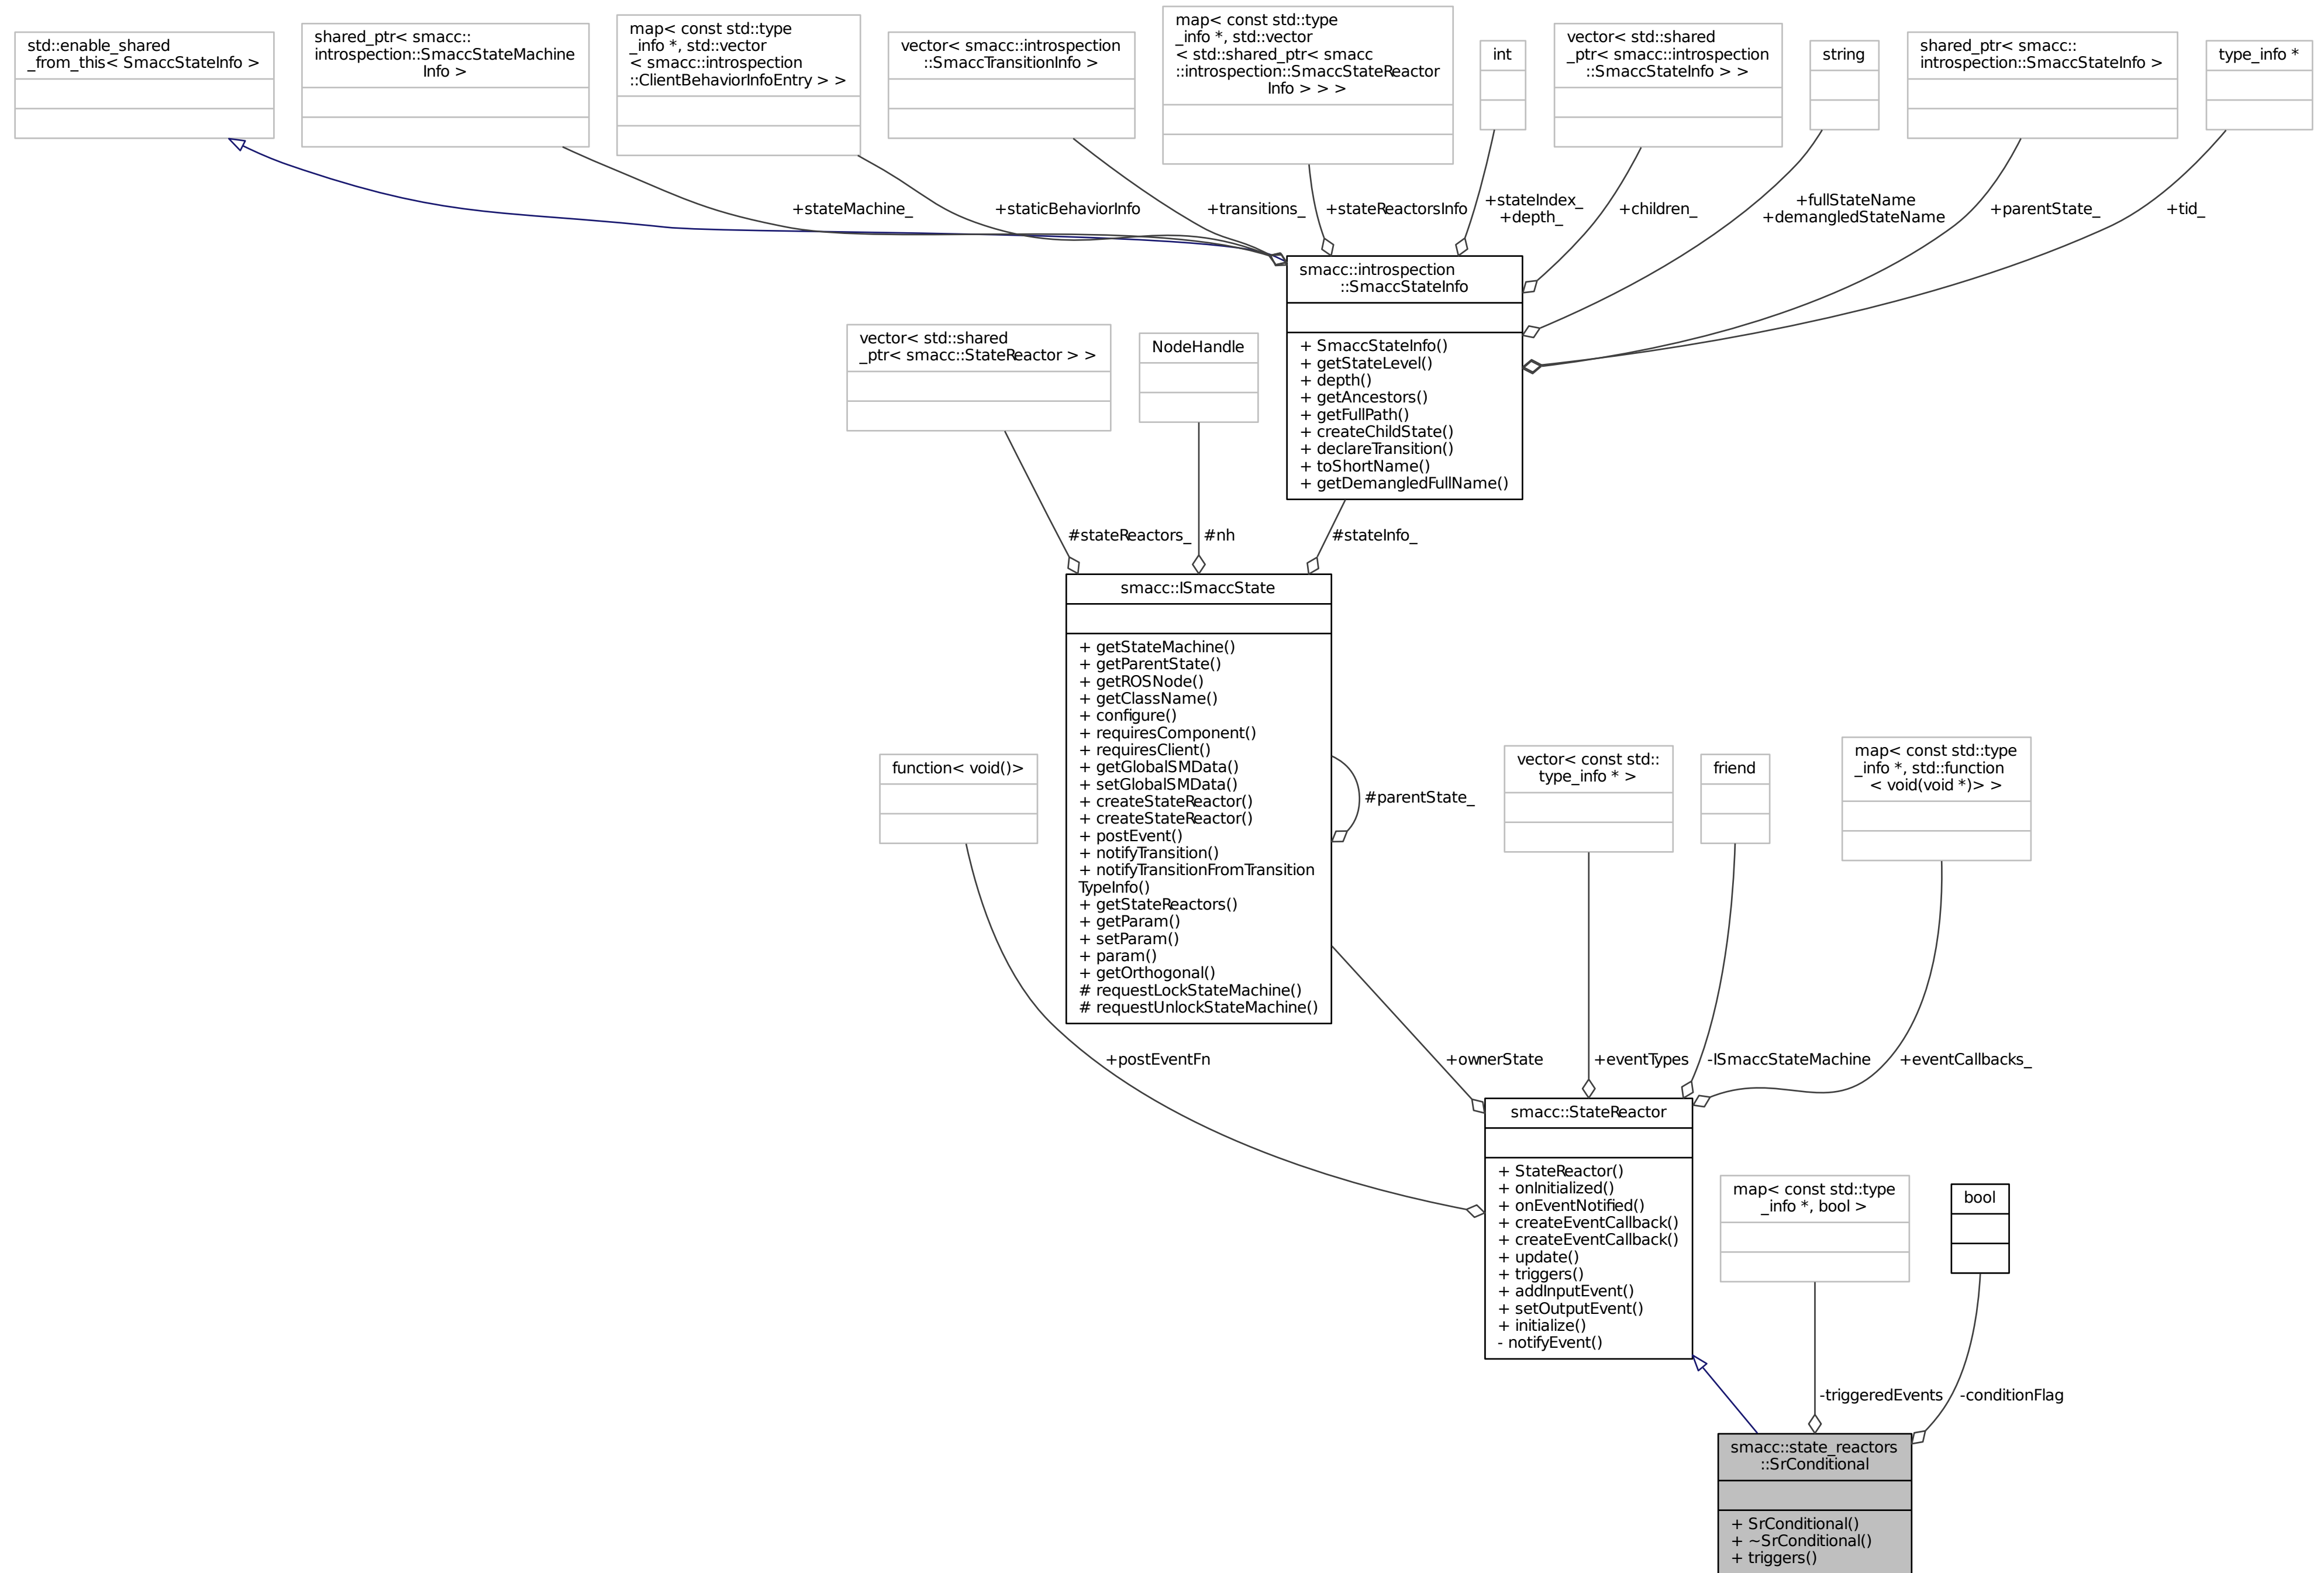 std::enable_shared
_from_this< SmaccStateInfo >
shared_ptr< smacc::
introspection::SmaccStateMachine
Info >
map< const std::type
_info *, std::vector
< smacc::introspection
::ClientBehaviorInfoEntry > >
vector< smacc::introspection
::SmaccTransitionInfo >
map< const std::type
_info *, std::vector
< std::shared_ptr< smacc
::introspection::SmaccStateReactor
Info > > >
int
vector< std::shared
_ptr< smacc::introspection
::SmaccStateInfo > >
string
shared_ptr< smacc::
introspection::SmaccStateInfo >
type_info *
+stateMachine_
+staticBehaviorInfo
+transitions_
+stateReactorsInfo
+stateIndex_
+depth_
+children_
+fullStateName
+demangledStateName
+parentState_
+tid_
smacc::introspection
::SmaccStateInfo
+ SmaccStateInfo()
+ getStateLevel()
+ depth()
+ getAncestors()
+ getFullPath()
+ createChildState()
+ declareTransition()
+ toShortName()
+ getDemangledFullName()
vector< std::shared
_ptr< smacc::StateReactor > >
NodeHandle
#stateReactors_
#nh
#stateInfo_
smacc::ISmaccState
+ getStateMachine()
+ getParentState()
+ getROSNode()
+ getClassName()
+ configure()
+ requiresComponent()
+ requiresClient()
+ getGlobalSMData()
+ setGlobalSMData()
+ createStateReactor()
+ createStateReactor()
+ postEvent()
+ notifyTransition()
+ notifyTransitionFromTransition
TypeInfo()
+ getStateReactors()
+ getParam()
+ setParam()
+ param()
+ getOrthogonal()
# requestLockStateMachine()
# requestUnlockStateMachine()
#parentState_
function< void()>
vector< const std::
type_info * >
friend
map< const std::type
_info *, std::function
< void(void *)> >
+postEventFn
+ownerState
+eventTypes
-ISmaccStateMachine
+eventCallbacks_
smacc::StateReactor
+ StateReactor()
+ onInitialized()
+ onEventNotified()
+ createEventCallback()
+ createEventCallback()
+ update()
+ triggers()
+ addInputEvent()
+ setOutputEvent()
+ initialize()
- notifyEvent()
map< const std::type
_info *, bool >
bool
-triggeredEvents
-conditionFlag
smacc::state_reactors
::SrConditional
+ SrConditional()
+ ~SrConditional()
+ triggers()